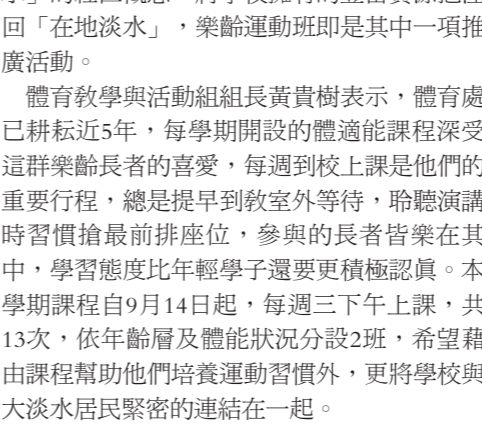 回「在地淡水」，樂齡運動班即是其中一項推
廣活動。
體育教學與活動組組長黃貴樹表示，體育處
已耕耘近5年，每學期開設的體適能課程深受
這群樂齡長者的喜愛，每週到校上課是他們的
重要行程，總是提早到教室外等待，聆聽演講
時習慣搶最前排座位，參與的長者皆樂在其
中，學習態度比年輕學子還要更積極認真。本
學期課程自9月14日起，每週三下午上課，共
13次，依年齡層及體能狀況分設2班，希望藉
由課程幫助他們培養運動習慣外，更將學校與
大淡水居民緊密的連結在一起。